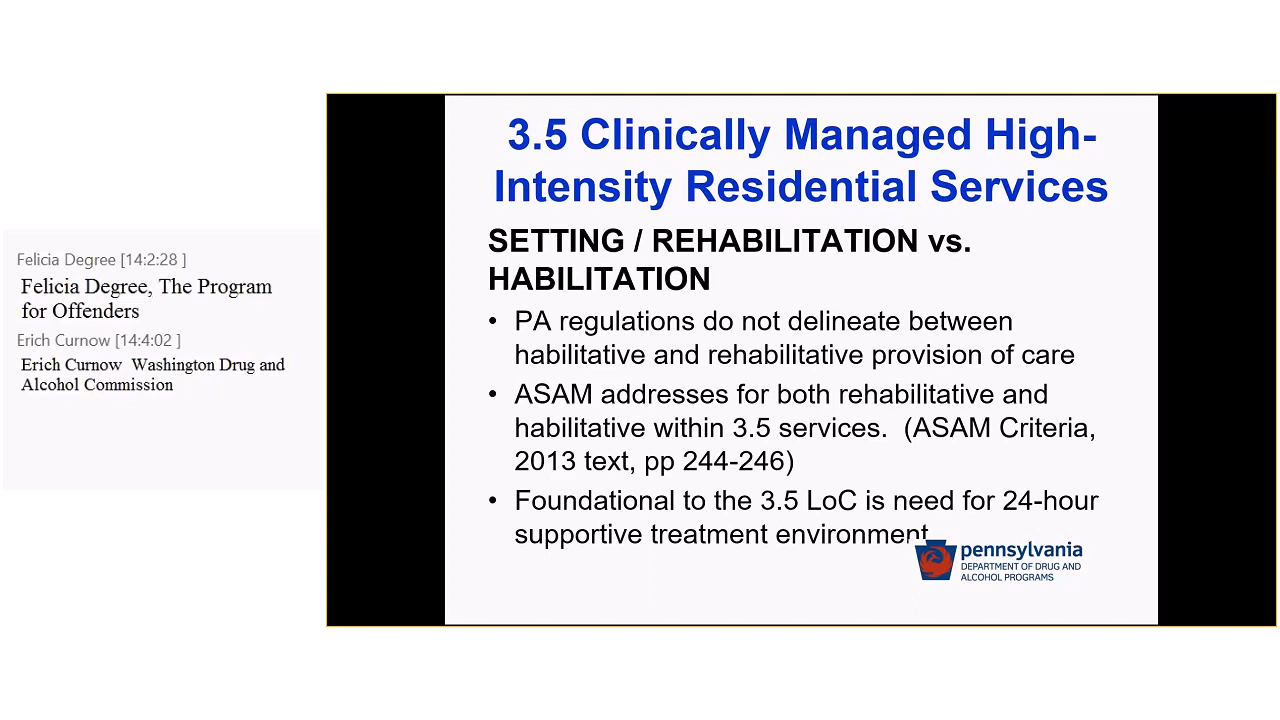 Felicia Degree [14:2:28 ]
Felicia Degree, The Program
for Offenders
Erich Curnow [14:4:02 ]
Erich Curnow  Washington Drug and
Alcohol Commission
3.5 Clinically Managed High-
Intensity Residential Services
SETTING / REHABILITATION vs.
HABILITATION
• PA regulations do not delineate between
habilitative and rehabilitative provision of care
• ASAM addresses for both rehabilitative and
habilitative within 3.5 services.  (ASAM Criteria,
2013 text, pp 244-246)
• Foundational to the 3.5 LoC is need for 24-hour
supportive treatment environment
pennsylvania
DEPARTMENT OF DRUG AND
ALCOHOL PROGRAMS